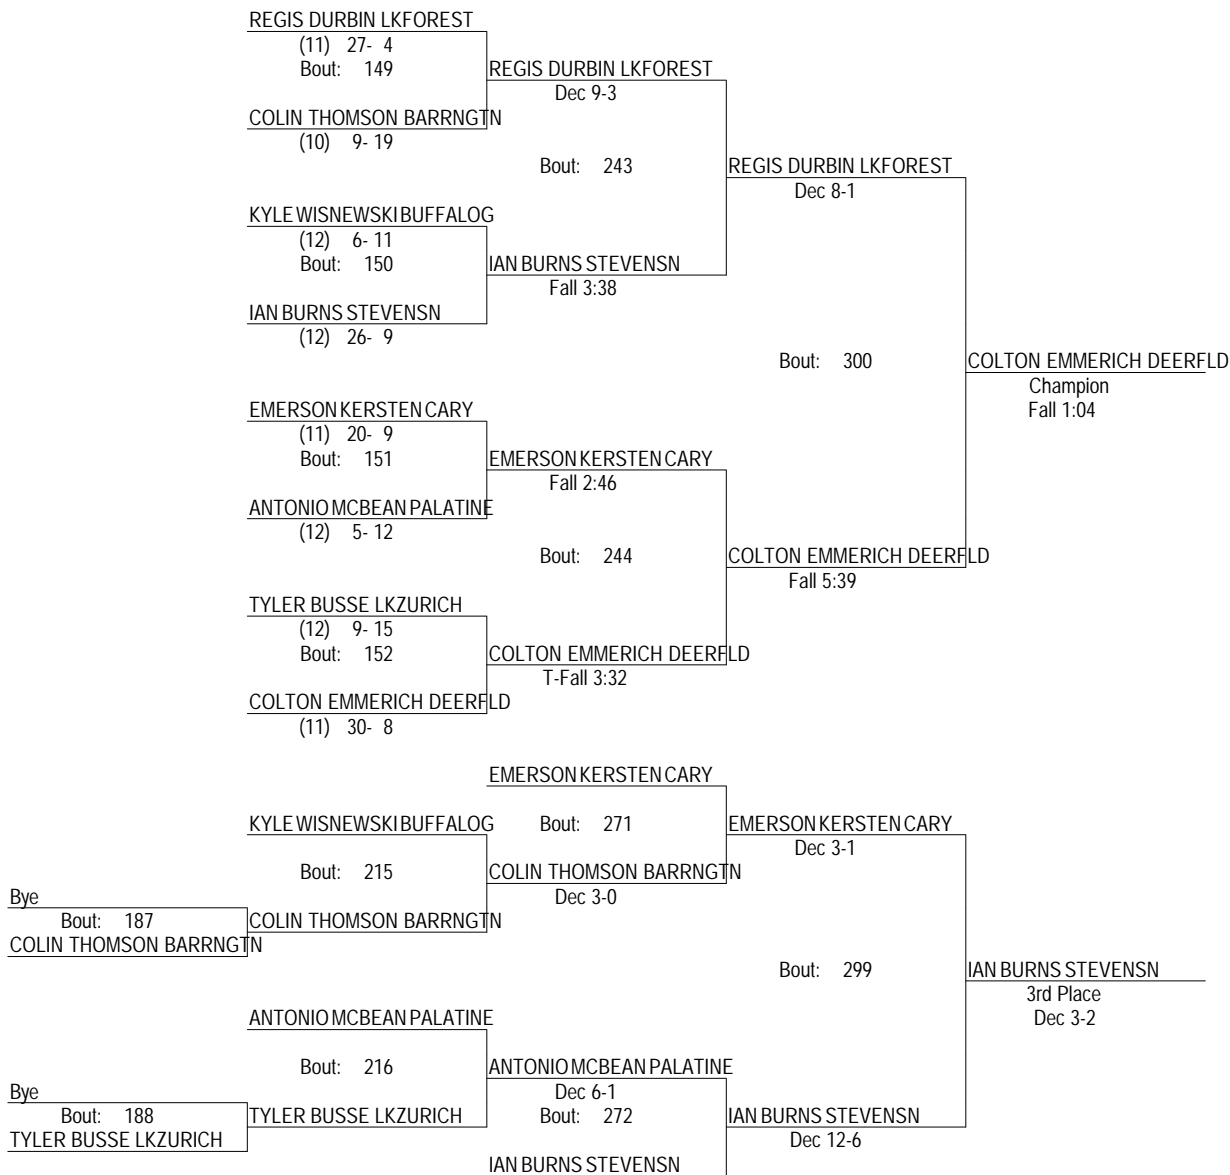 REGIS DURBIN LKFOREST
(11) 27- 4
Bout: 149
REGIS DURBIN LKFOREST
Dec 9-3
COLIN THOMSON BARRNGTN
(10) 9- 19
Bout: 243
REGIS DURBIN LKFOREST
Dec 8-1
KYLE WISNEWSKI BUFFALOG
(12) 6- 11
Bout: 150
IAN BURNS STEVENSN
Fall 3:38
IAN BURNS STEVENSN
(12) 26- 9
Bout: 300
COLTON EMMERICH DEERFLD
Champion
Fall 1:04
EMERSON KERSTEN CARY
(11) 20- 9
Bout: 151
EMERSON KERSTEN CARY
Fall 2:46
ANTONIO MCBEAN PALATINE
(12) 5- 12
Bout: 244
COLTON EMMERICH DEERFLD
Fall 5:39
TYLER BUSSE LKZURICH
(12) 9- 15
Bout: 152
COLTON EMMERICH DEERFLD
T-Fall 3:32
COLTON EMMERICH DEERFLD
(11) 30- 8
EMERSON KERSTEN CARY
KYLE WISNEWSKI BUFFALOG
Bout: 271
EMERSON KERSTEN CARY
Dec 3-1
Bout: 215
COLIN THOMSON BARRNGTN
Dec 3-0
Bye
Bout: 187
COLIN THOMSON BARRNGTN
COLIN THOMSON BARRNGTN
Bout: 299
IAN BURNS STEVENSN
3rd Place
Dec 3-2
ANTONIO MCBEAN PALATINE
Bout: 216
ANTONIO MCBEAN PALATINE
Dec 6-1
Bye
Bout: 188
TYLER BUSSE LKZURICH
TYLER BUSSE LKZURICH
Bout: 272
IAN BURNS STEVENSN
Dec 12-6
IAN BURNS STEVENSN